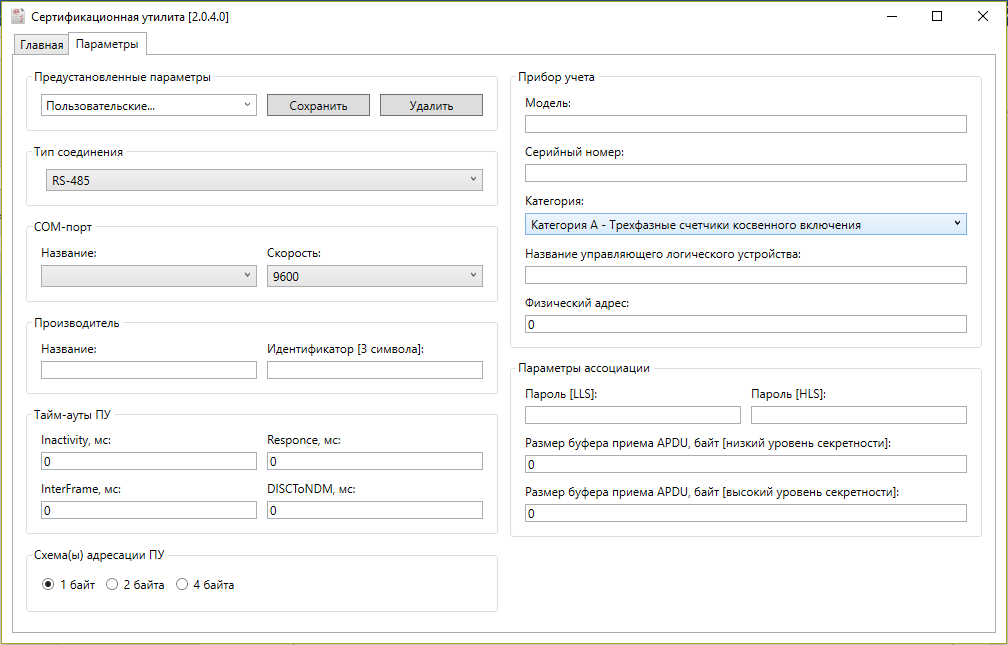 Сертификационная утилита [2.0.4.0]
Главная
Параметры
Предустановленные параметры
Пользовательские...
Сохранить
Удалить
Тип соединения
RS-485
COM-порт
Название:
Скорость:
9600
Производитель
Название:
Идентификатор [3 символа]:
Тайм-ауты ПУ
Inactivity, мс:
Responce, мс:
0
0
InterFrame, мс:
DISCToNDM, мс:
0
0
Схема(ы) адресации ПУ
1 байт
2 байта
4 байта
Прибор учета
Модель:
Серийный номер:
Категория:
Категория А - Трехфазные счетчики косвенного включения
Название управляющего логического устройства:
Физический адрес:
0
Параметры ассоциации
Пароль [LLS]:
Пароль [HLS]:
Размер буфера приема APDU, байт [низкий уровень секретности]:
0
Размер буфера приема APDU, байт [высокий уровень секретности]:
0